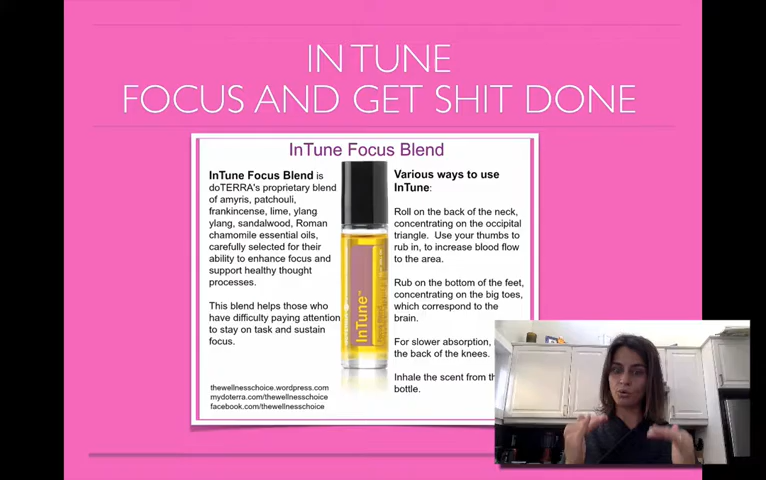 IN TUNE
FOCUS AND GET SHIT DONE
InTune Focus Blend
InTune Focus Blend is
doTERRA's proprietary blend
of amyris, patchouli,
frankincense, lime, ylang
ylang, sandalwood, Roman
chamomile essential oils,
carefully selected for their
ability to enhance focus and
support healthy thought
processes.
This blend helps those who
have difficulty paying attention
to stay on task and sustain
focus.
thewellnesschoice.wordpress.com
mydoterra.com/thewellnesschoice
facebook.com/thewellnesschoice
InTune™
Various ways to use
InTune:
Roll on the back of the neck,
concentrating on the occipital
triangle. Use your thumbs to
rub in, to increase blood flow
to the area.
Rub on the bottom of the feet,
concentrating on the big toes,
which correspond to the
brain.
For slower absorption,
the back of the knees.
Inhale the scent from
bottle.